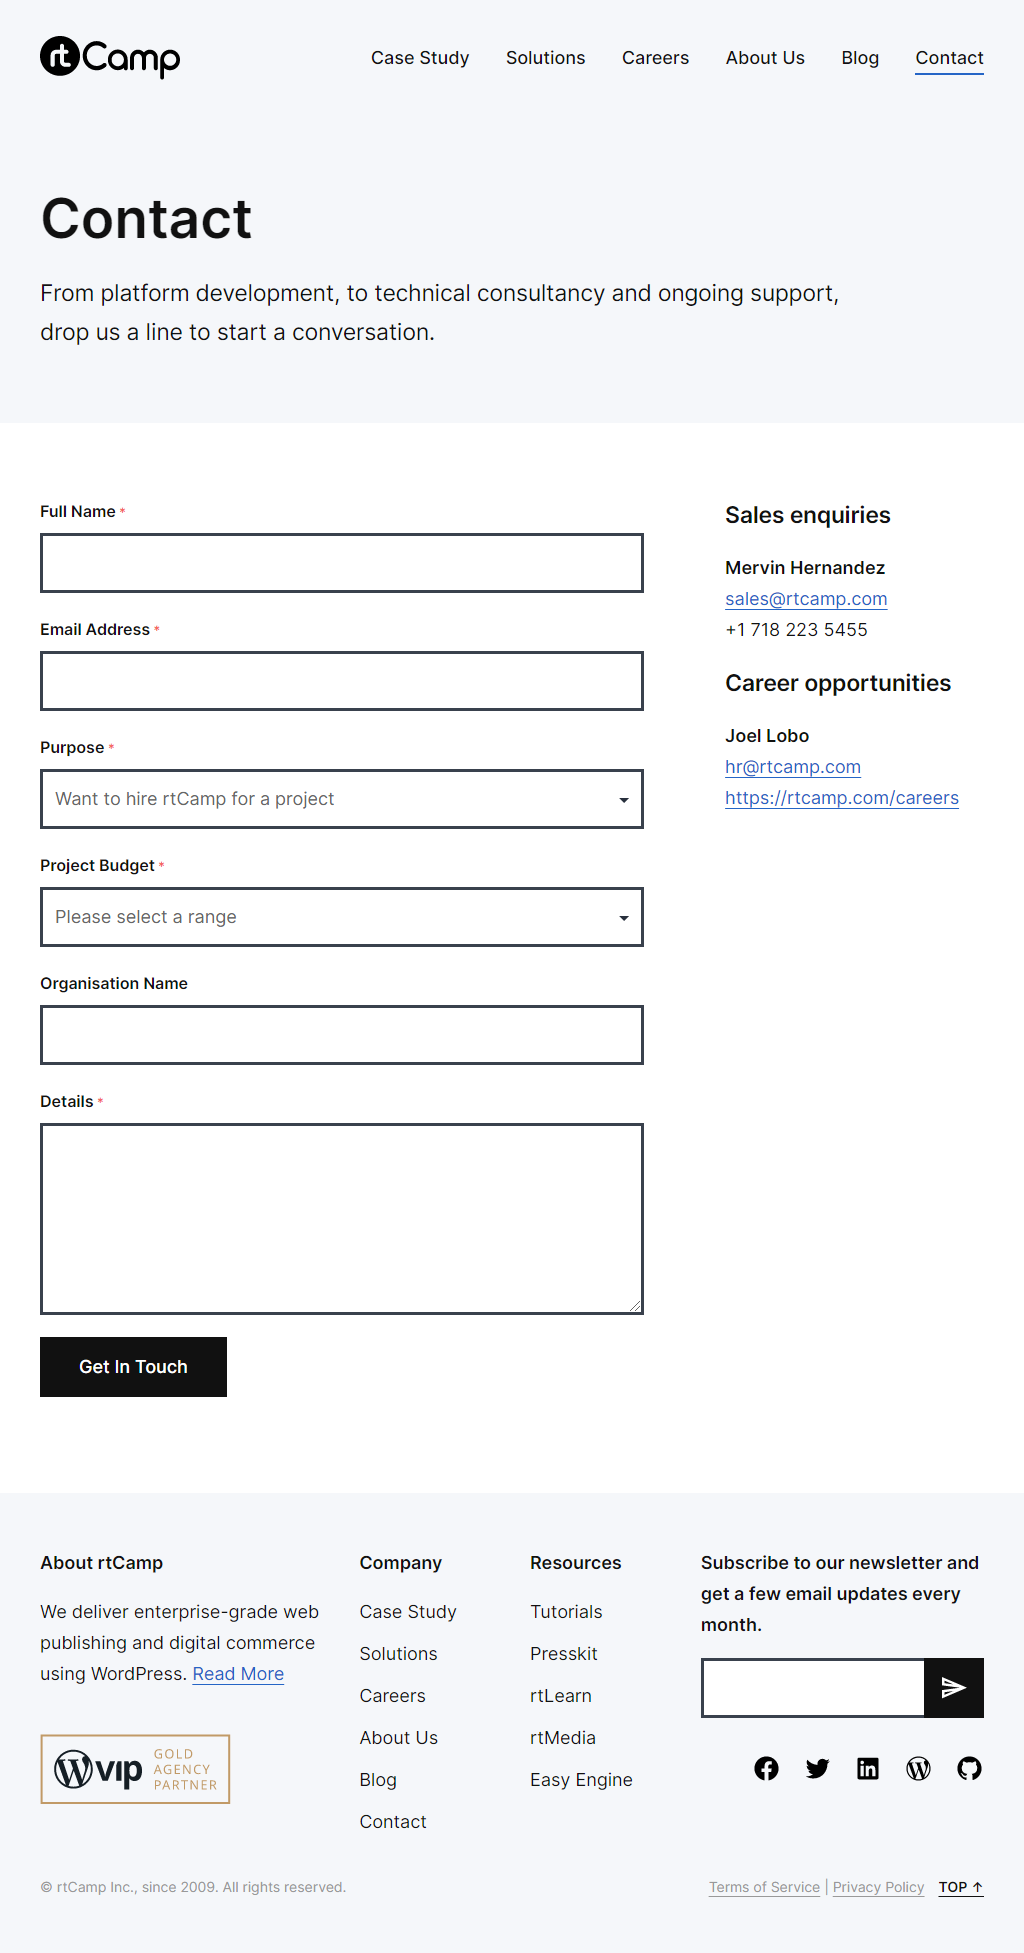 rtCamp
Case Study
Solutions
Careers
About Us
Blog
Contact
Contact
From platform development, to technical consultancy and ongoing support,
drop us a line to start a conversation.
Full Name *
Email Address *
Purpose *
Want to hire rtCamp for a project
Project Budget *
Please select a range
Organisation Name
Details *
Get In Touch
Sales enquiries
Mervin Hernandez
sales@rtcamp.com
+1 718 223 5455
Career opportunities
Joel Lobo
hr@rtcamp.com
https://rtcamp.com/careers
About rtCamp
We deliver enterprise-grade web
publishing and digital commerce
using WordPress. Read More
W vip
GOLD
AGENCY
PARTNER
Company
Case Study
Solutions
Careers
About Us
Blog
Contact
Resources
Tutorials
Presskit
rtLearn
rtMedia
Easy Engine
Subscribe to our newsletter and
get a few email updates every
month.
© rtCamp Inc., since 2009. All rights reserved.
Terms of Service | Privacy Policy
TOP ↑